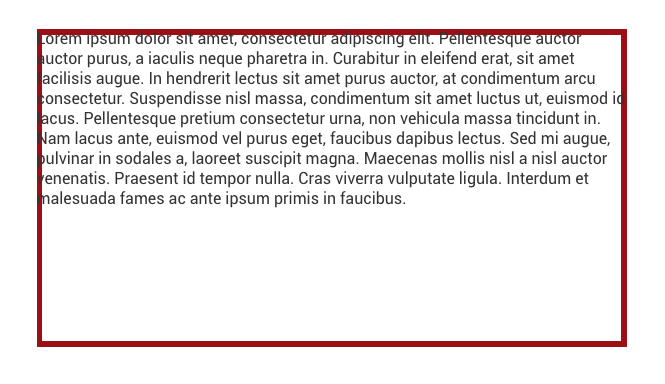 Lorem ipsum dolor sit amet, consectetur adipiscing elit. Pellentesque auctor
auctor purus, a iaculis neque pharetra in. Curabitur in eleifend erat, sit amet
facilisis augue. In hendrerit lectus sit amet purus auctor, at condimentum arcu
consectetur. Suspendisse nisl massa, condimentum sit amet luctus ut, euismod id
lacus. Pellentesque pretium consectetur urna, non vehicula massa tincidunt in.
Nam lacus ante, euismod vel purus eget, faucibus dapibus lectus. Sed mi augue,
pulvinar in sodales a, laoreet suscipit magna. Maecenas mollis nisl a nisl auctor
venenatis. Praesent id tempor nulla. Cras viverra vulputate ligula. Interdum et
malesuada fames ac ante ipsum primis in faucibus.